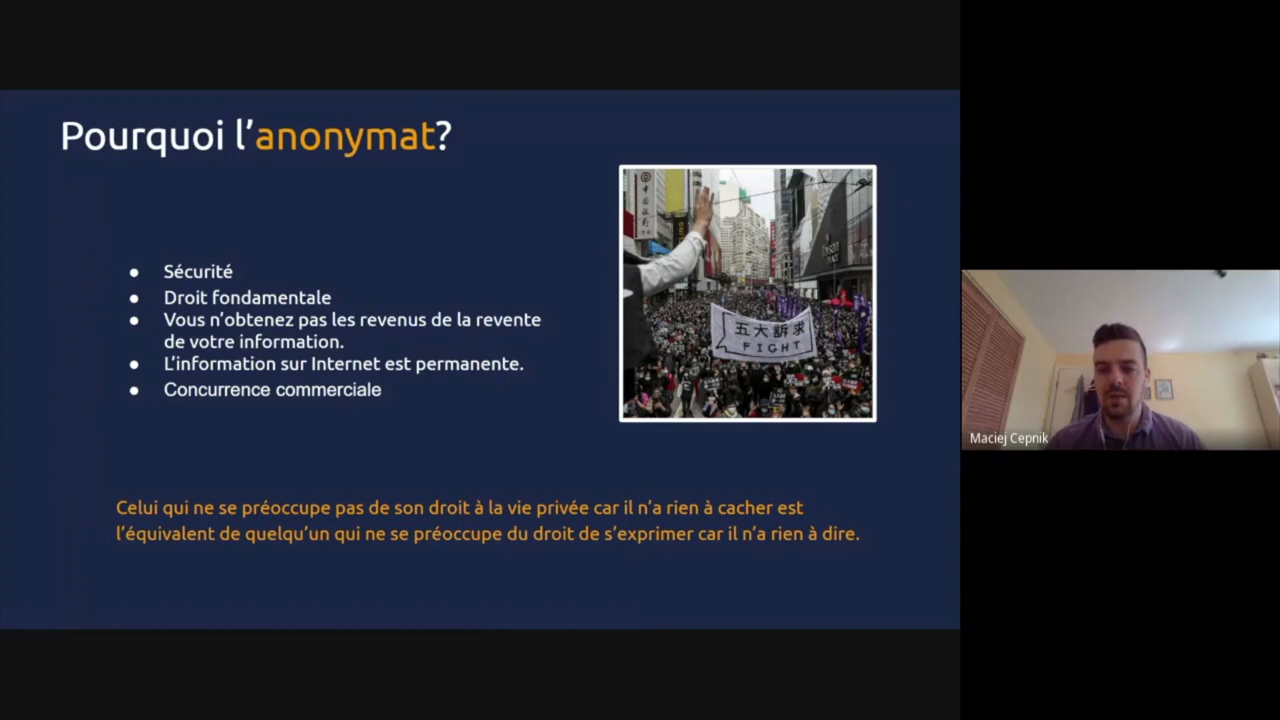 Pourquoi l'anonymat?
Sécurité
Droit fondamentale
Vous n'obtenez pas les revenus de la revente
de votre information.
L'information sur Internet est permanente.
Concurrence commerciale
五大訴求
FIGHT
Celui qui ne se préoccupe pas de son droit à la vie privée car il n'a rien à cacher est
l'équivalent de quelqu'un qui ne se préoccupe du droit de s'exprimer car il n'a rien à dire.
Maciej Cepnik